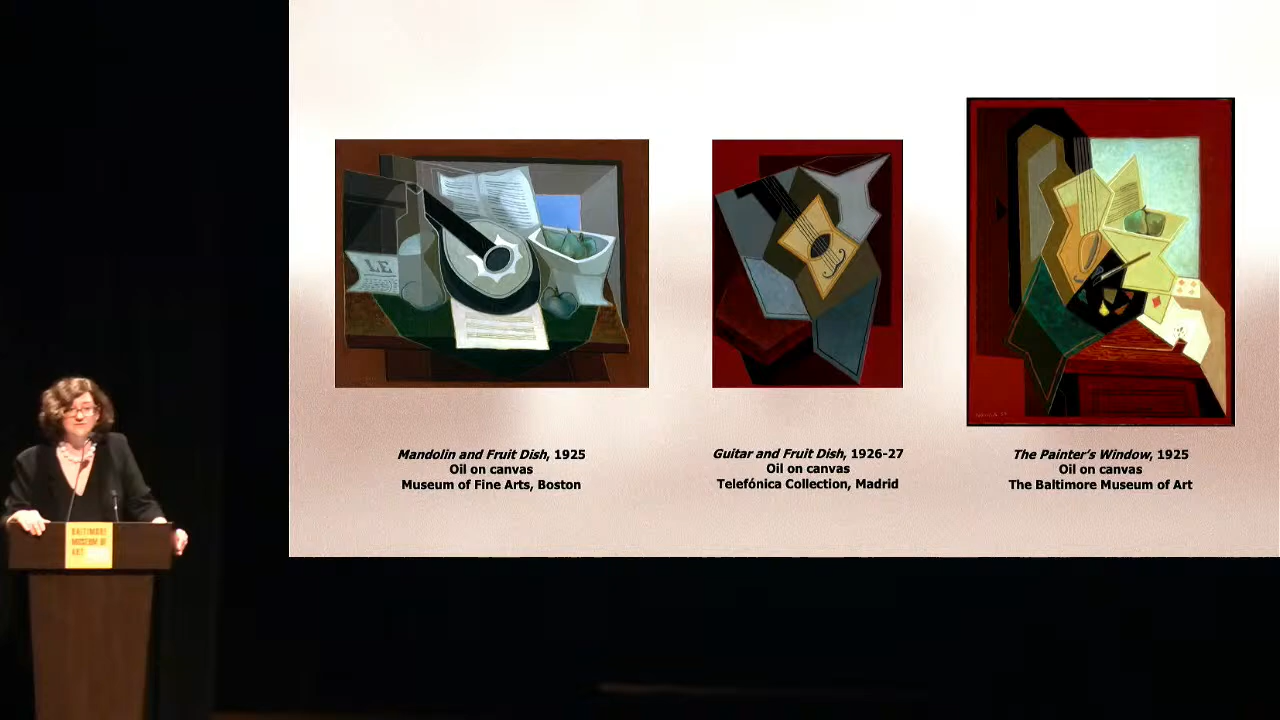 LE
Mandolin and Fruit Dish, 1925
Oil on canvas
Museum of Fine Arts, Boston
Guitar and Fruit Dish, 1926-27
Oil on canvas
Telefónica Collection, Madrid
The Painter's Window, 1925
Oil on canvas
The Baltimore Museum of Art
BALTIMORE
MUSEUM OF
ART